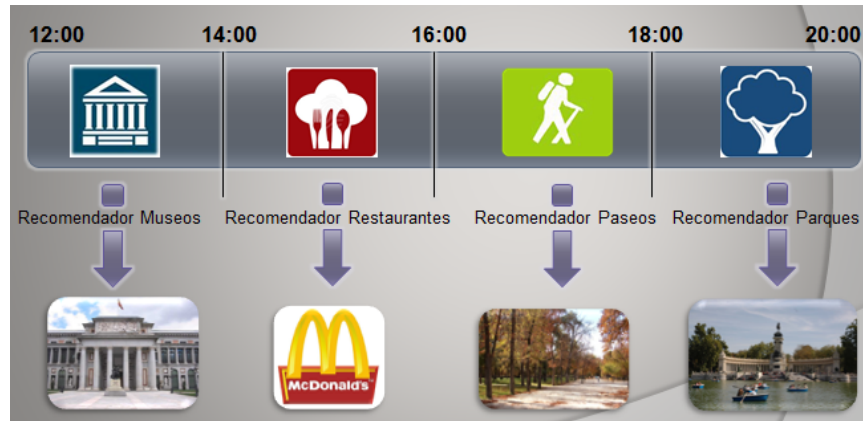 12:00 14:00 16:00 18:00 20:00
Recomendador Museos Recomendador Restaurantes Recomendador Paseos Recomendador Parques
McDonald's